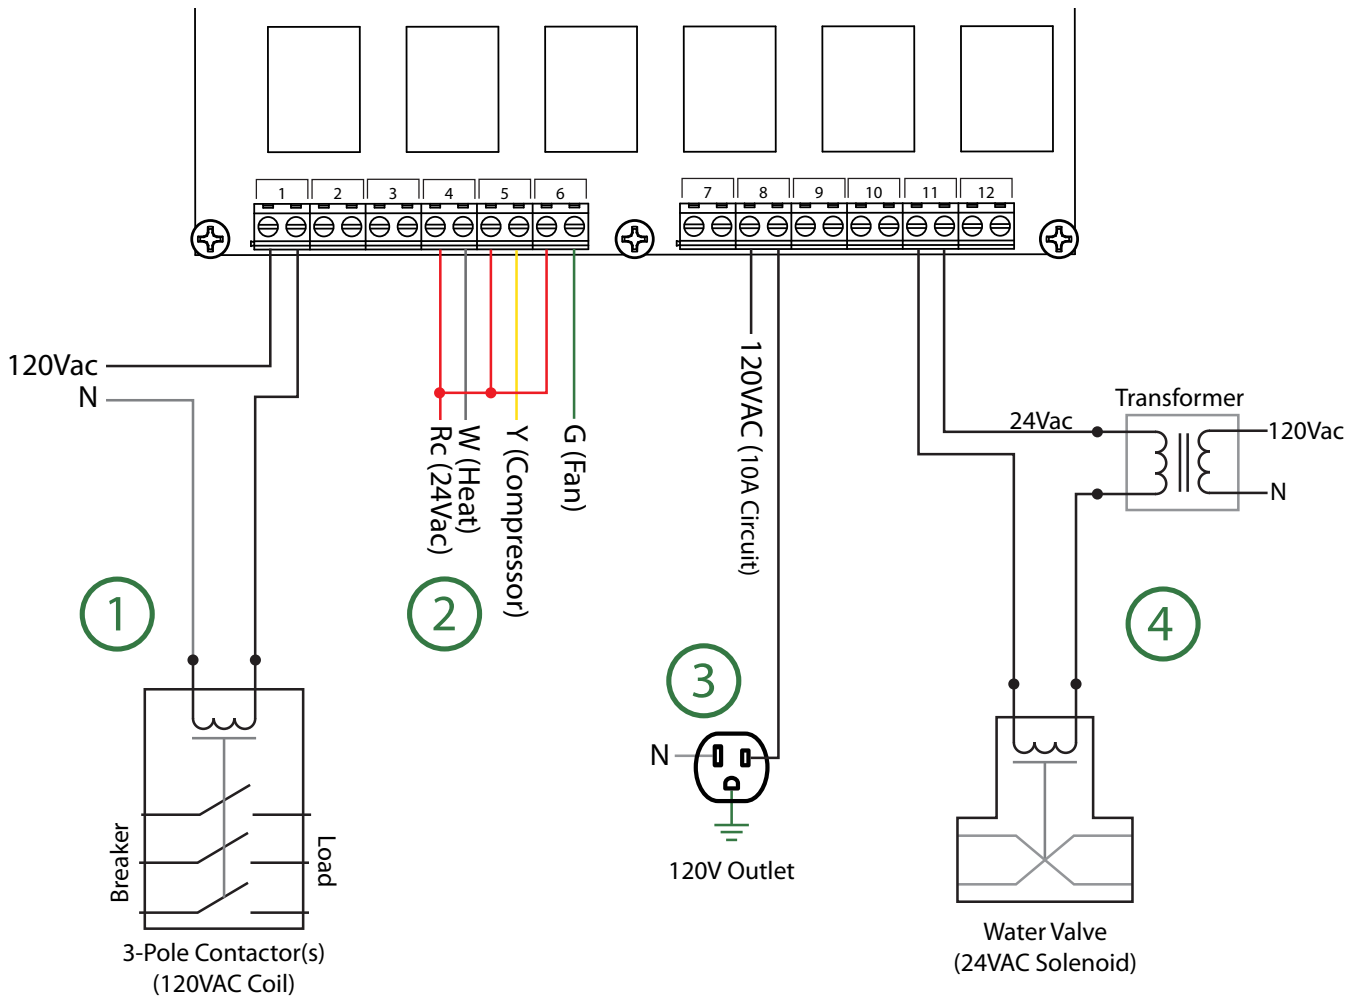 1 2 3 4 5 6 7 8 9 10 11 12
120Vac
N
Rc (24Vac)
W (Heat)
Y (Compressor)
G (Fan)
120VAC (10A Circuit)
24Vac
Transformer
120Vac
N
1
2
3
4
N
120V Outlet
Breaker
Load
3-Pole Contactor(s)
(120VAC Coil)
Water Valve
(24VAC Solenoid)